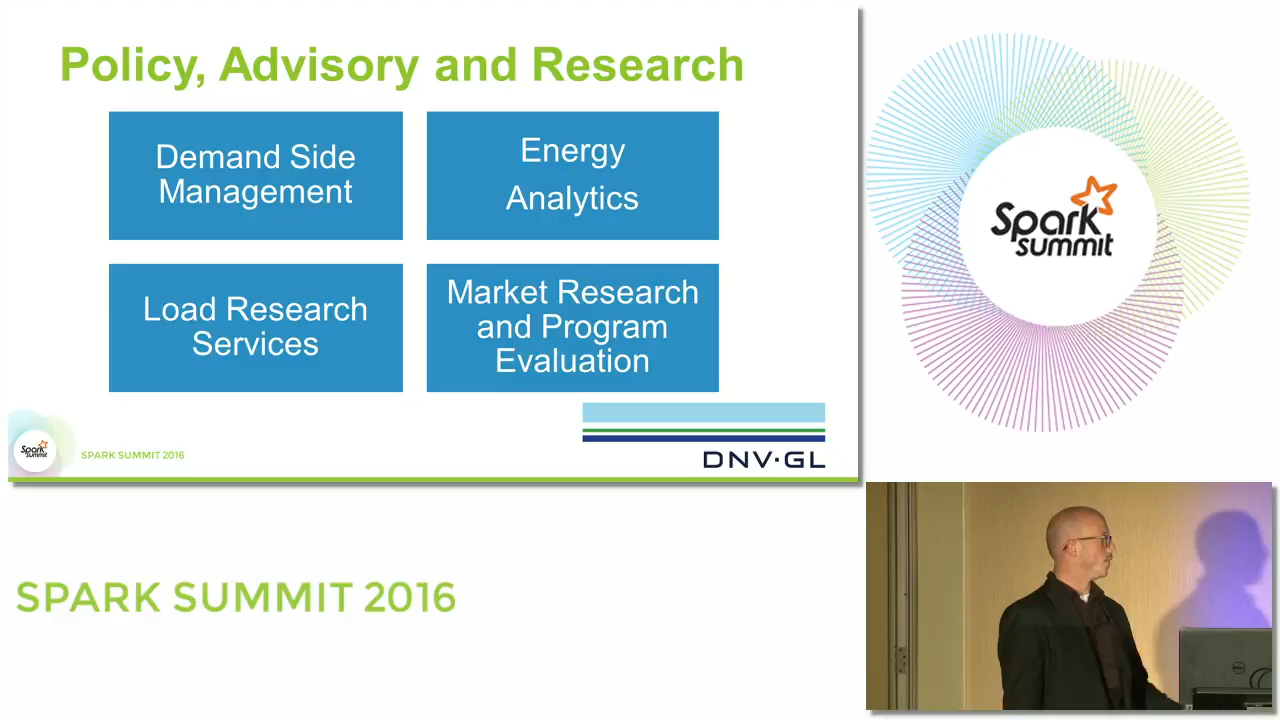 Policy, Advisory and Research
Demand Side
Management
Energy
Analytics
Load Research
Services
Market Research
and Program
Evaluation
Spark
summit
SPARK SUMMIT 2016
DNV·GL
Spark
summit
SPARK SUMMIT 2016
DELL